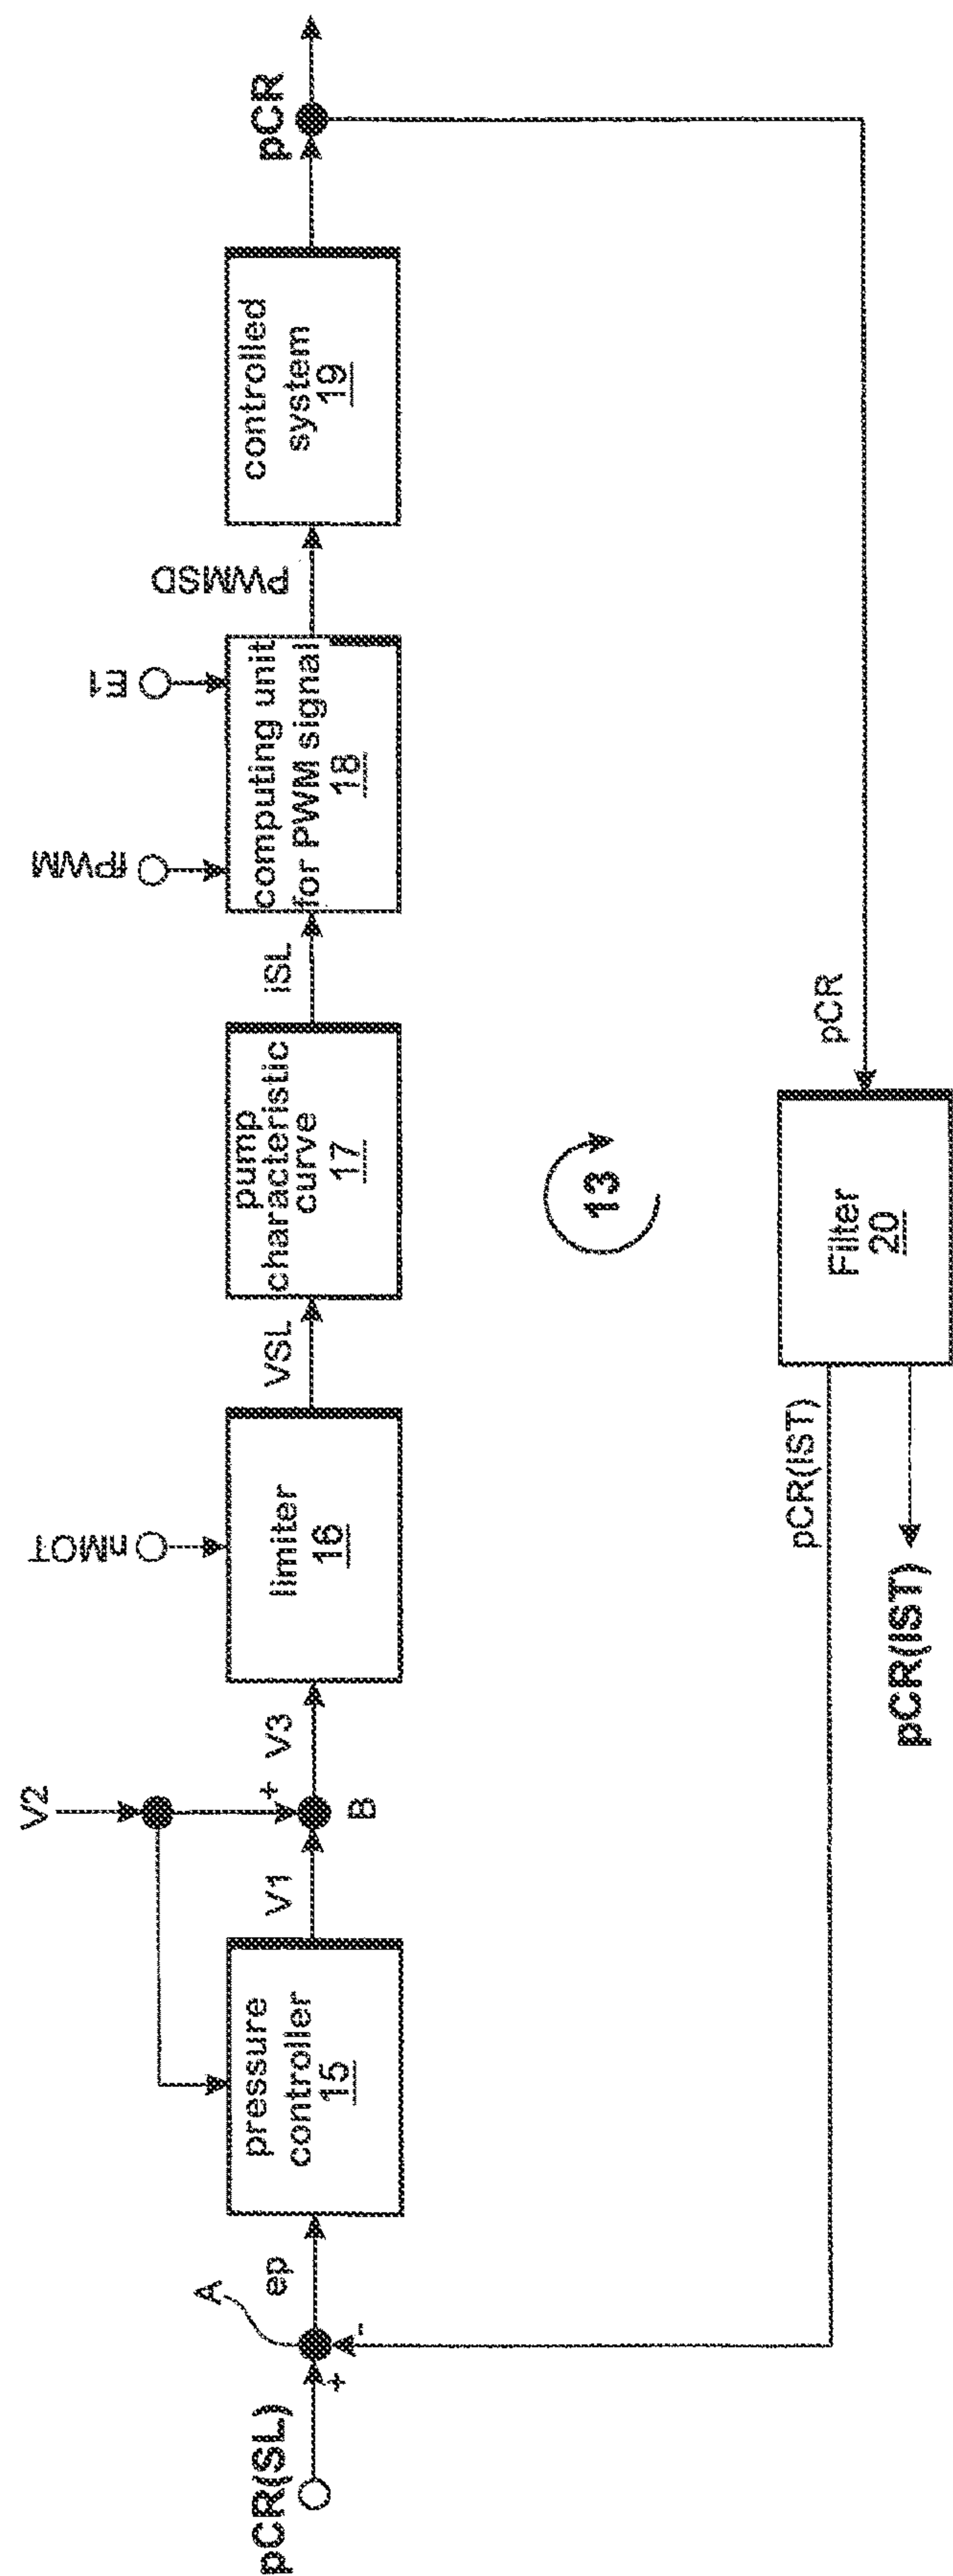 pCR(SL)
+
-
A
ep
pressure
controller
15
V1
V2
+
B
V3
limiter
16
nMOT
VSL
pump
characteristic
curve
17
iSL
computing unit
for PWM signal
18
fPWM
E1
PWMSD
controlled
system
19
pCR
13
pCR
Filter
20
pCR(IST)
pCR(IST)